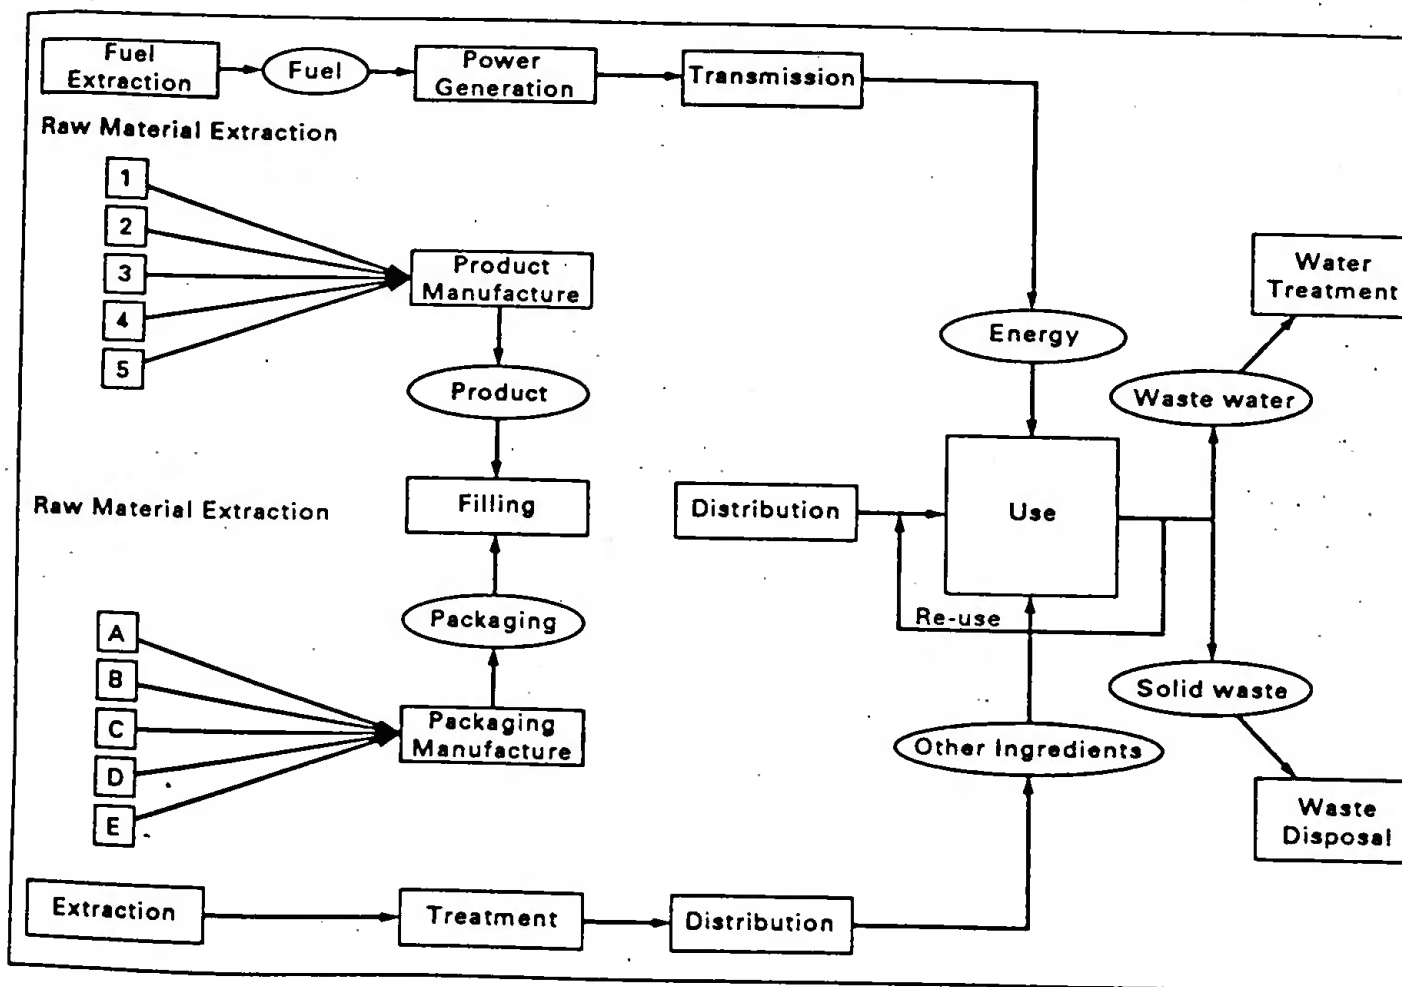 Fuel
Extraction
Fuel
Power
Generation
Transmission
Raw Material Extraction
1
2
3
4
5
Product
Manufacture
Product
Energy
Water
Treatment
Waste water
Raw Material Extraction
Filling
Distribution
Use
Re-use
Packaging
A
B
C
D
E
Packaging
Manufacture
Solid waste
Other Ingredients
Waste
Disposal
Extraction
Treatment
Distribution